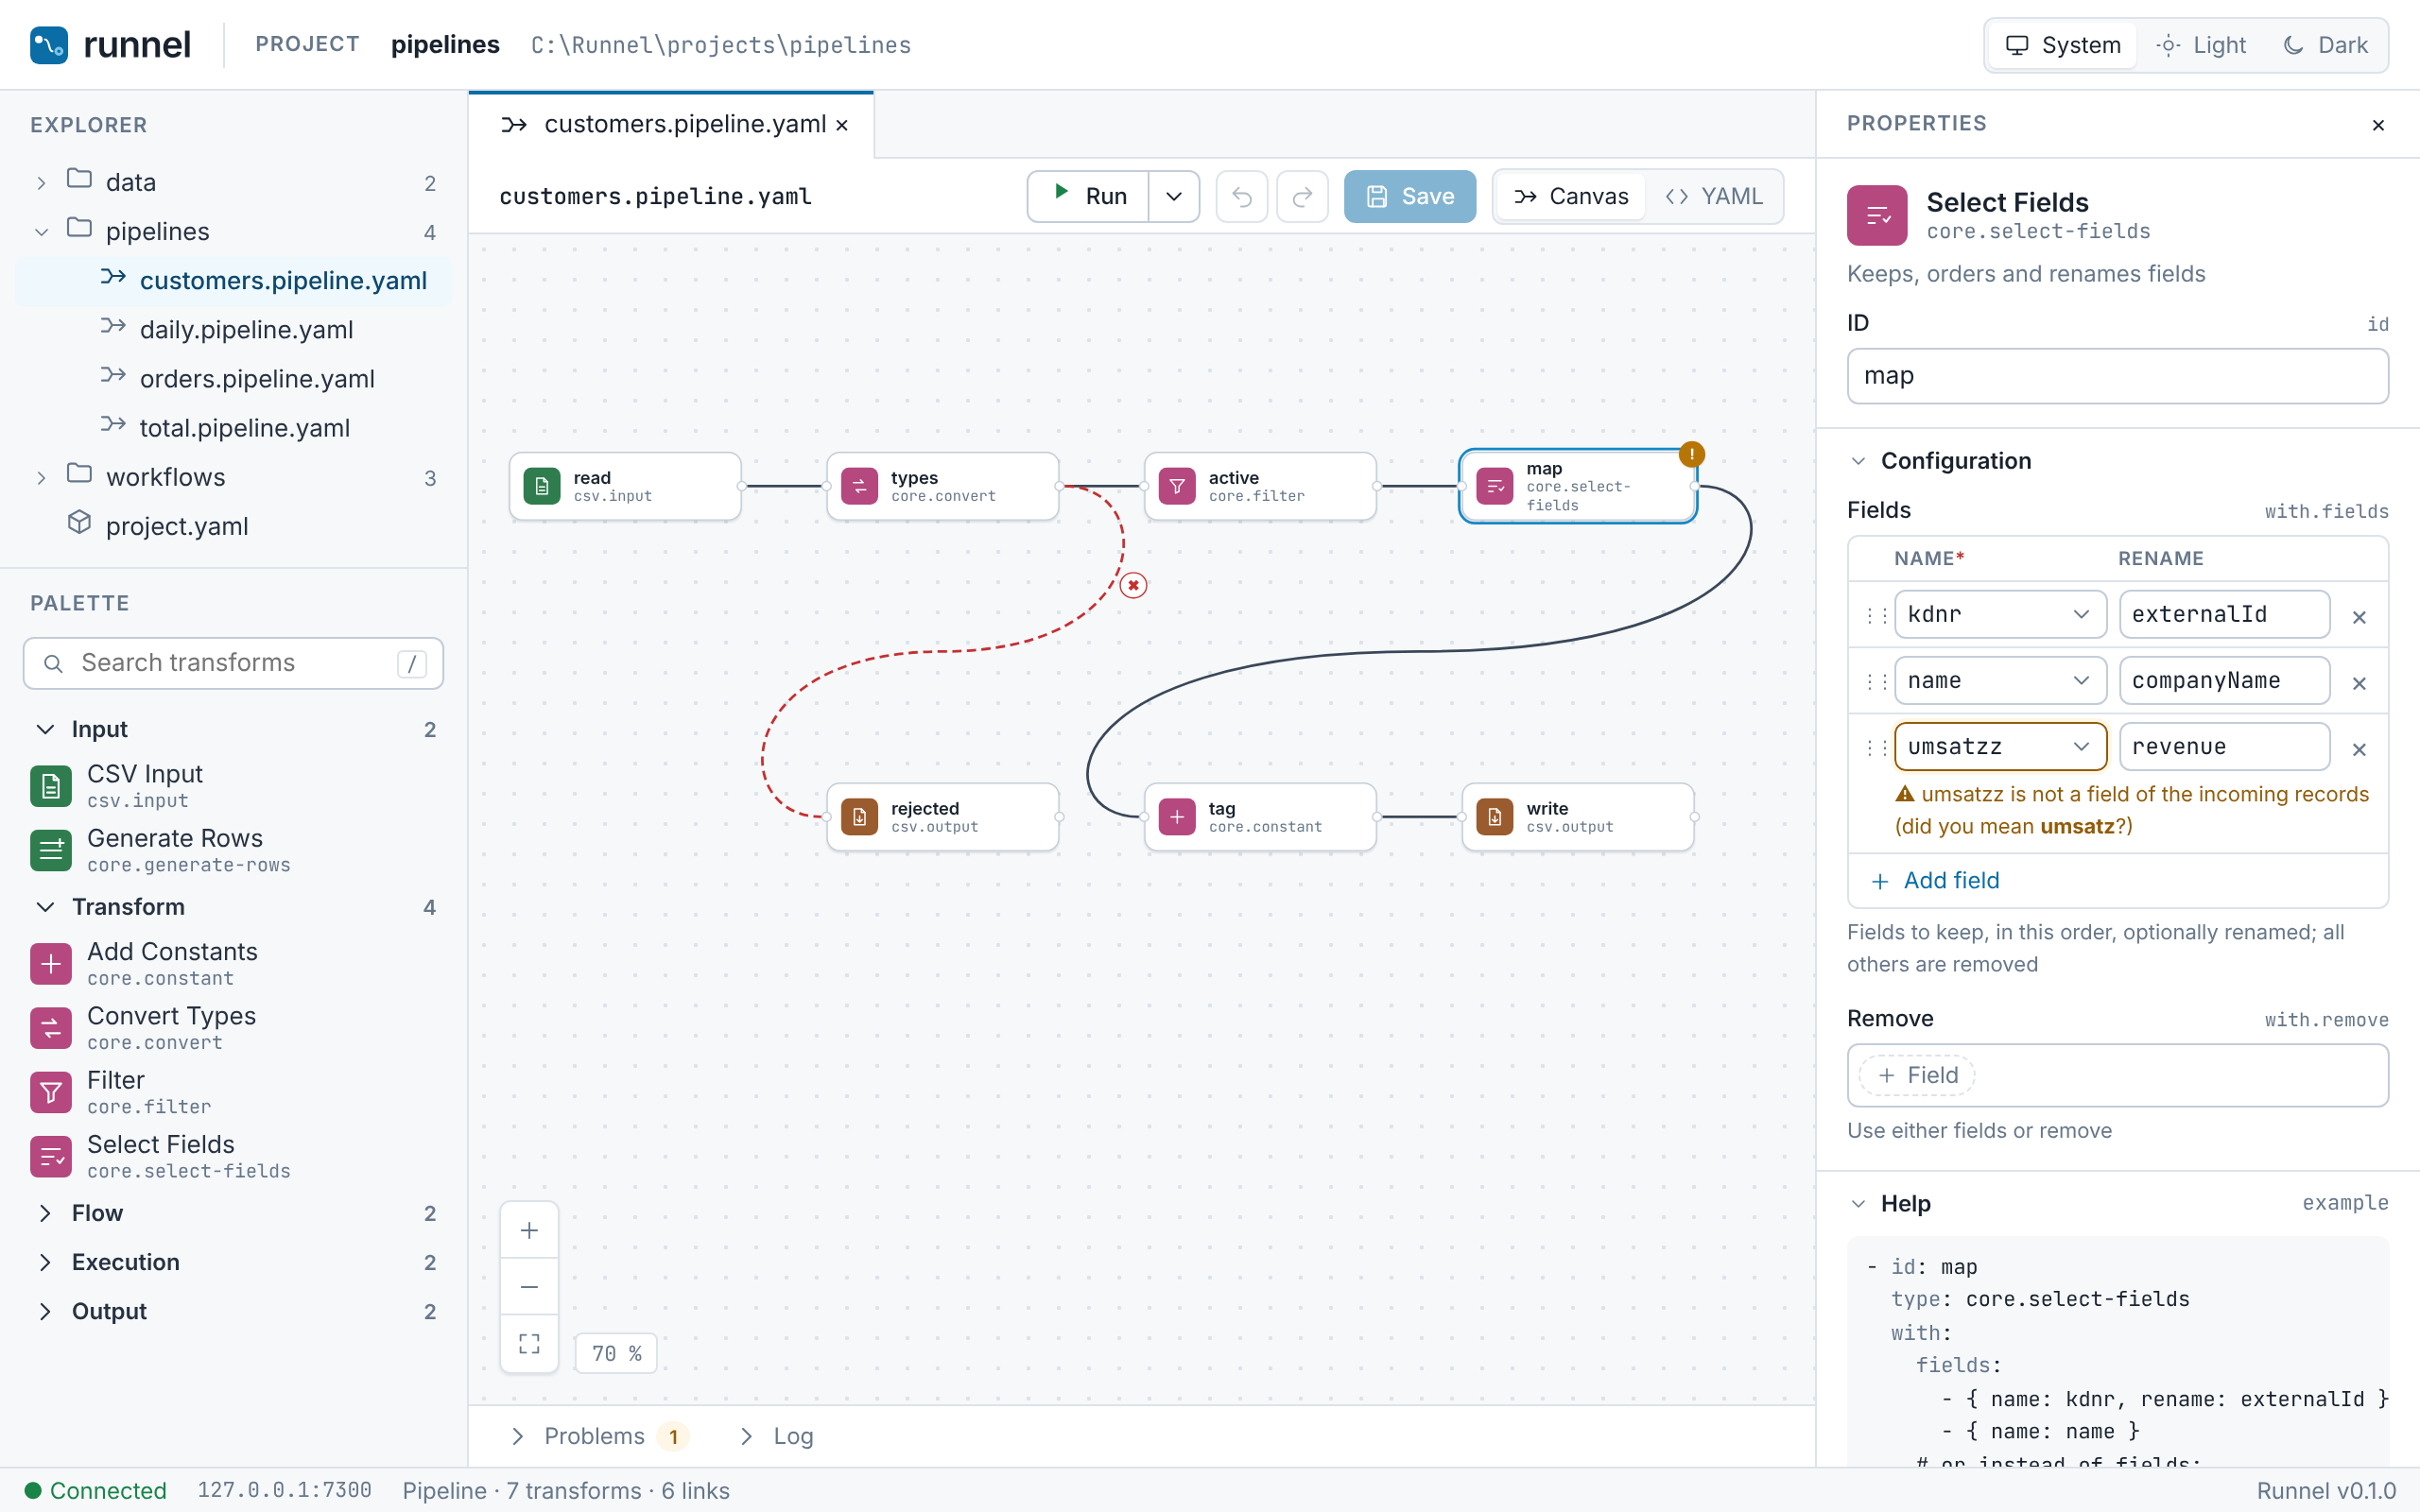 runnel
PROJECT pipelines C:\Runnel\projects\pipelines
System Light Dark
EXPLORER
data 2
pipelines 4
customers.pipeline.yaml
daily.pipeline.yaml
orders.pipeline.yaml
total.pipeline.yaml
workflows 3
project.yaml
PALETTE
Search transforms /
Input 2
CSV Input
csv.input
Generate Rows
core.generate-rows
Transform 4
Add Constants
core.constant
Convert Types
core.convert
Filter
core.filter
Select Fields
core.select-fields
Flow 2
Execution 2
Output 2
customers.pipeline.yaml
customers.pipeline.yaml
Run
Save
Canvas
YAML
read
csv.input
types
core.convert
active
core.filter
map
core.select-
fields
!
rejected
csv.output
tag
core.constant
write
csv.output
70 %
Problems 1
Log
PROPERTIES
Select Fields
core.select-fields
Keeps, orders and renames fields
ID id
map
Configuration
Fields with.fields
NAME* RENAME
kdnr externalId
name companyName
umsatzz revenue
umsatzz is not a field of the incoming records
(did you mean umsatz?)
Add field
Fields to keep, in this order, optionally renamed; all
others are removed
Remove with.remove
Field
Use either fields or remove
Help example
- id: map
type: core.select-fields
with:
fields:
- { name: kdnr, rename: externalId }
- { name: name }
# or instead of fields:
Connected 127.0.0.1:7300 Pipeline · 7 transforms · 6 links
Runnel v0.1.0